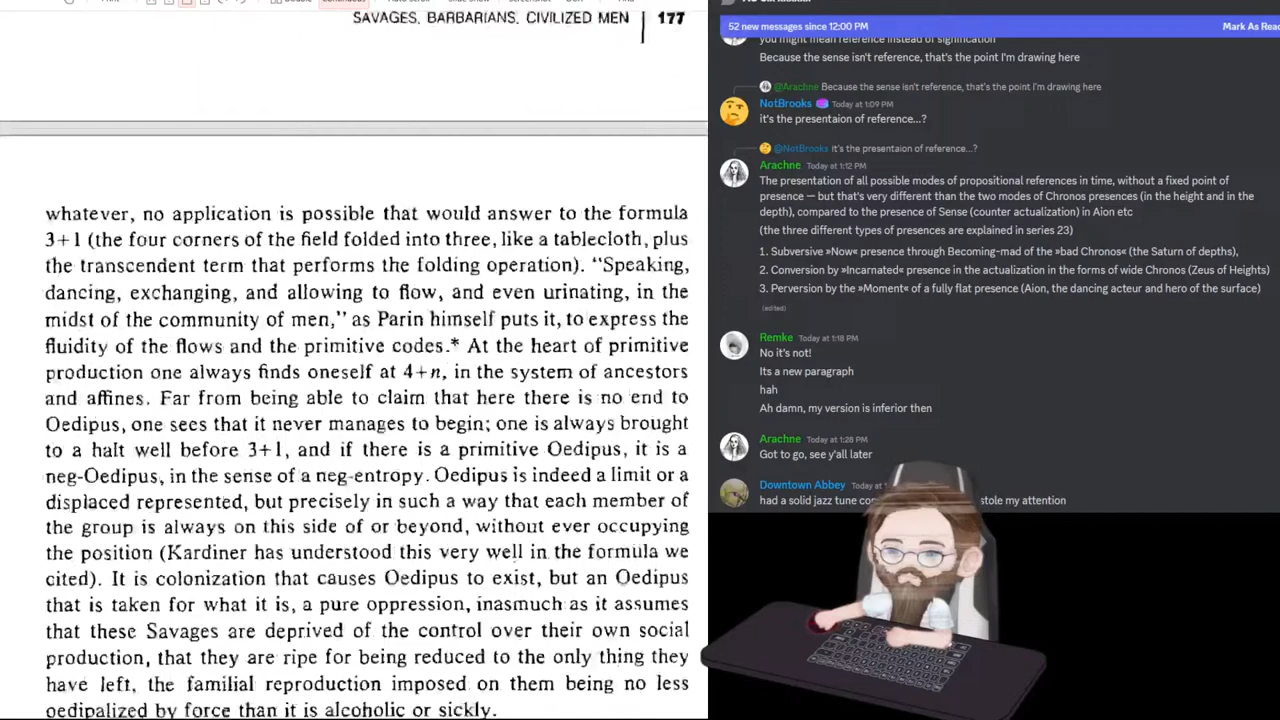 SAVAGES, BARBARIANS, CIVILIZED MEN 177
whatever, no application is possible that would answer to the formula
3+1 (the four corners of the field folded into three, like a tablecloth, plus
the transcendent term that performs the folding operation). “Speaking,
dancing, exchanging, and allowing to flow, and even urinating, in the
midst of the community of men,” as Parin himself puts it, to express the
fluidity of the flows and the primitive codes.* At the heart of primitive
production one always finds oneself at 4+n, in the system of ancestors
and affines. Far from being able to claim that here there is no end to
Oedipus, one sees that it never manages to begin; one is always brought
to a halt well before 3+1, and if there is a primitive Oedipus, it is a
neg-Oedipus, in the sense of a neg-entropy. Oedipus is indeed a limit or a
displaced represented, but precisely in such a way that each member of
the group is always on this side of or beyond, without ever occupying
the position (Kardiner has understood this very well in the formula we
cited). It is colonization that causes Oedipus to exist, but an Oedipus
that is taken for what it is, a pure oppression, inasmuch as it assumes
that these Savages are deprived of the control over their own social
production, that they are ripe for being reduced to the only thing they
have left, the familial reproduction imposed on them being no less
oedipalized by force than it is alcoholic or sickly.
52 new messages since 12:00 PM Mark As Read
you might mean reference instead of signification
Because the sense isn't reference, that's the point I'm drawing here
@Arachne Because the sense isn't reference, that's the point I'm drawing here
NotBrooks Today at 1:09 PM
it's the presentaion of reference...?
@NotBrooks it's the presentaion of reference...?
Arachne Today at 1:12 PM
The presentation of all possible modes of propositional references in time, without a fixed point of
presence — but that's very different than the two modes of Chronos presences (in the height and in the
depth), compared to the presence of Sense (counter actualization) in Aion etc
(the three different types of presences are explained in series 23)
1. Subversive »Now« presence through Becoming-mad of the »bad Chronos« (the Saturn of depths),
2. Conversion by »Incarnated« presence in the actualization in the forms of wide Chronos (Zeus of Heights)
3. Perversion by the »Moment« of a fully flat presence (Aion, the dancing acteur and hero of the surface)
(edited)
Remke Today at 1:18 PM
No it's not!
Its a new paragraph
hah
Ah damn, my version is inferior then
Arachne Today at 1:28 PM
Got to go, see y'all later
Downtown Abbey Today at
had a solid jazz tune stole my attention